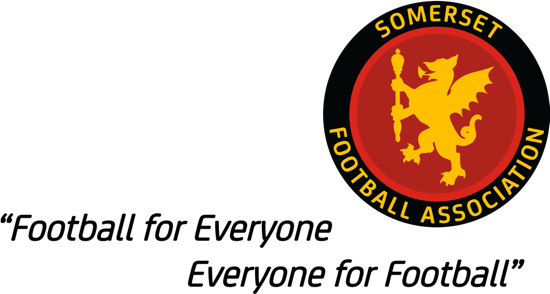 SOMERSET
FOOTBALL ASSOCIATION
“Football for Everyone
Everyone for Football”